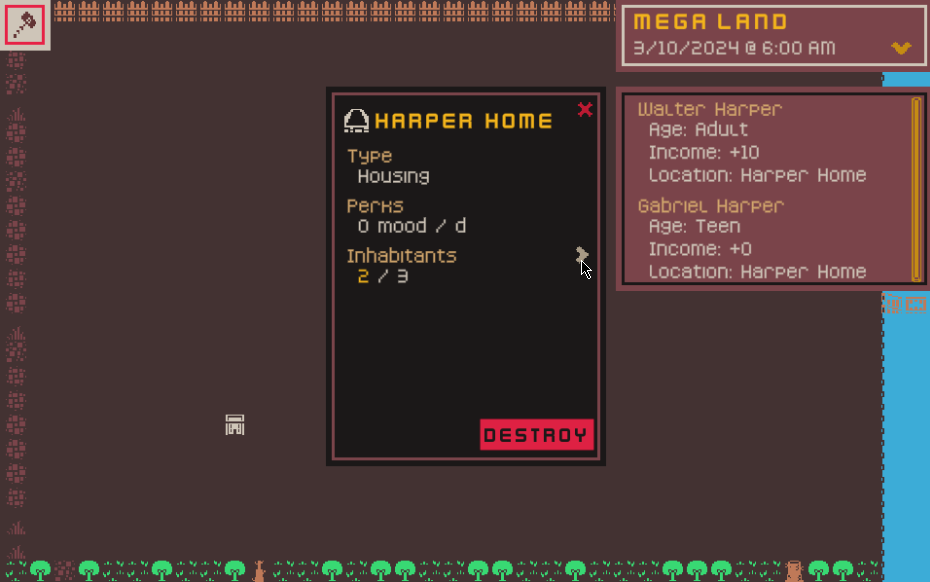 MEGA LAND
3/10/2024 @ 6:00 AM
HARPER HOME
Type
Housing
Perks
0 mood / d
Inhabitants
2 / 3
DESTROY
Walter Harper
Age: Adult
Income: +10
Location: Harper Home
Gabriel Harper
Age: Teen
Income: +0
Location: Harper Home